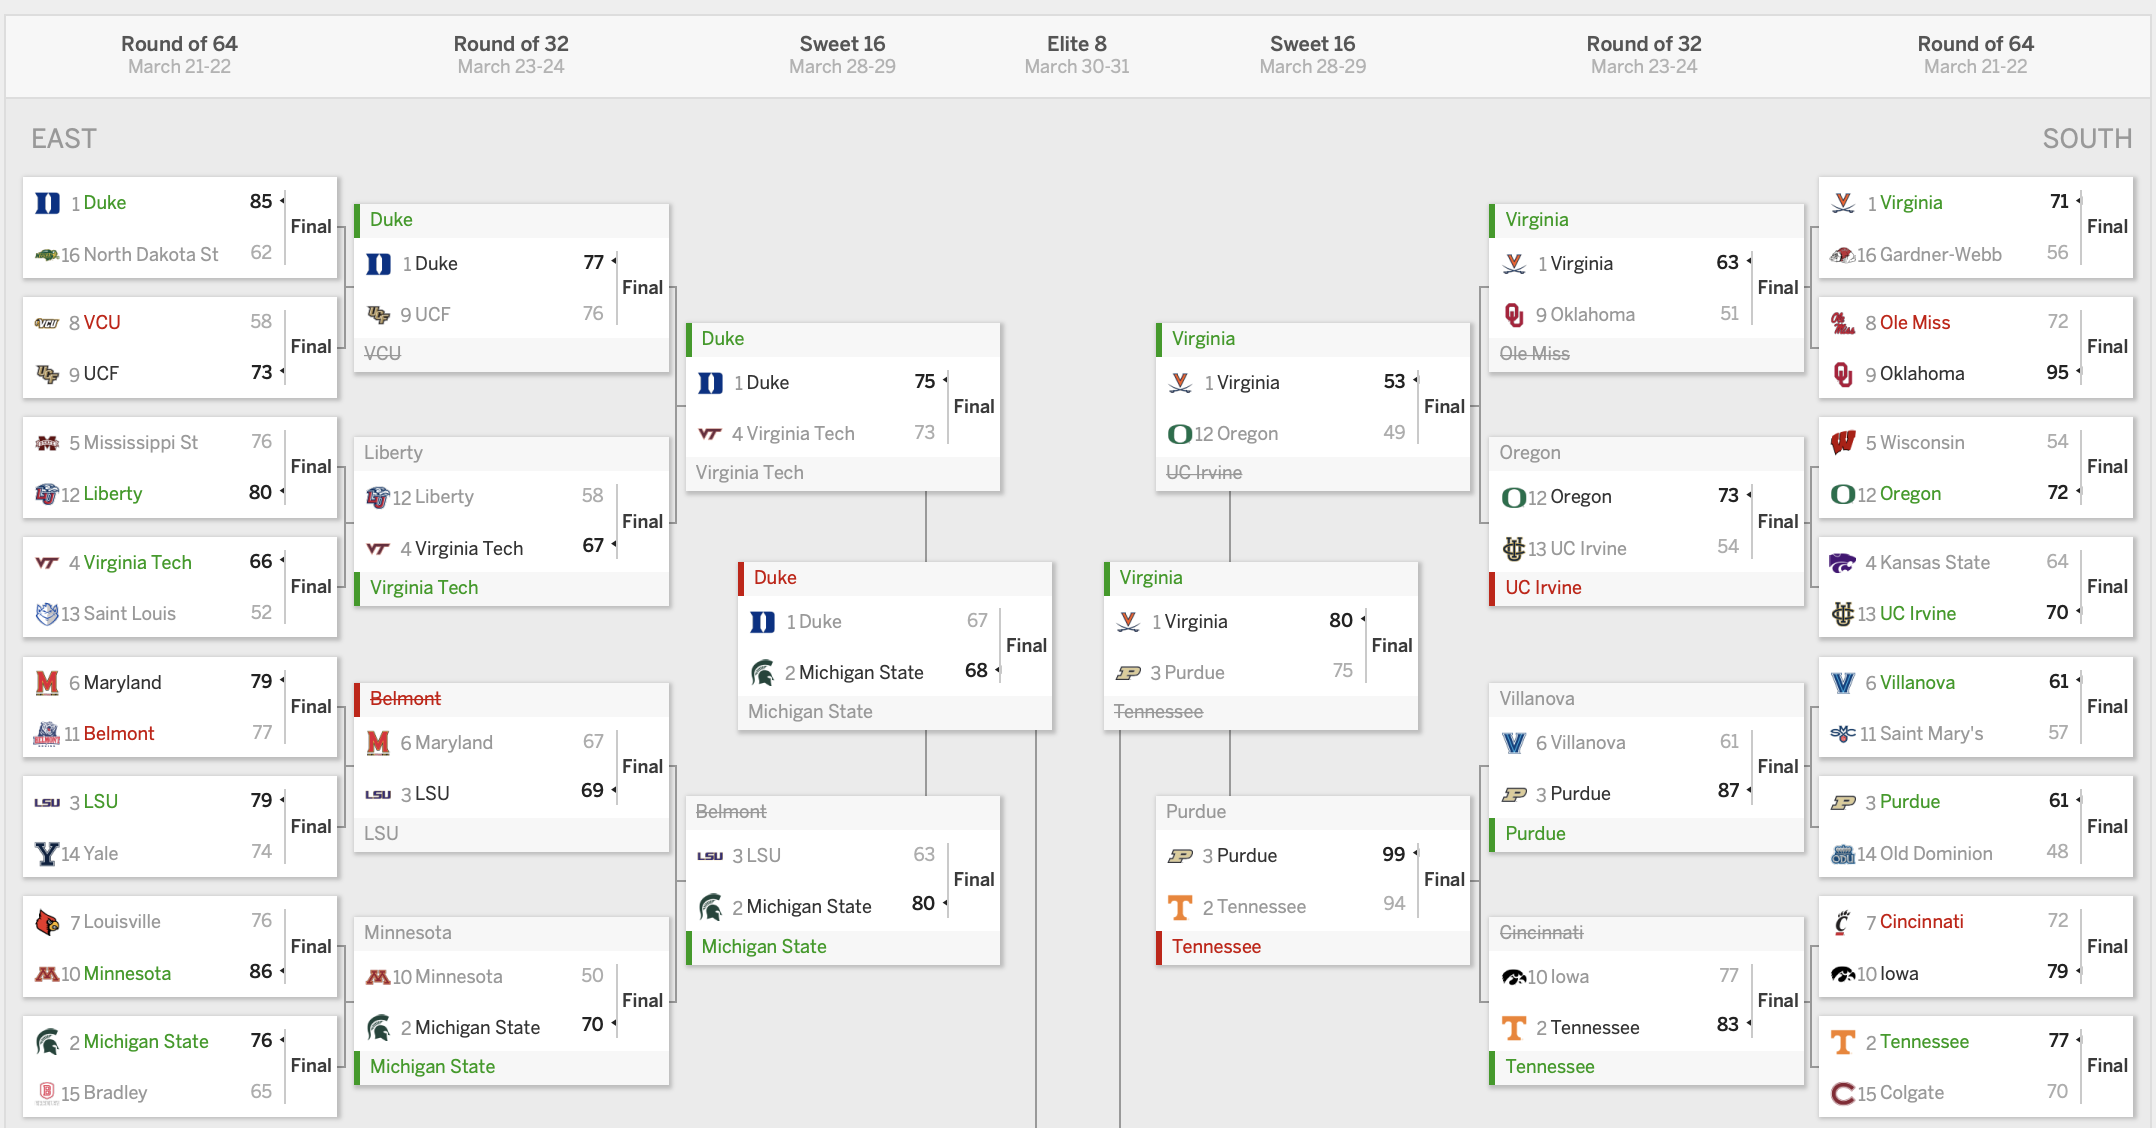 Round of 64
March 21-22
Round of 32
March 23-24
Sweet 16
March 28-29
Elite 8
March 30-31
Sweet 16
March 28-29
Round of 32
March 23-24
Round of 64
March 21-22
EAST
1 Duke 85
Final
16 North Dakota St 62
8 VCU 58
Final
9 UCF 73
5 Mississippi St 76
Final
12 Liberty 80
4 Virginia Tech 66
Final
13 Saint Louis 52
6 Maryland 79
Final
11 Belmont 77
3 LSU 79
Final
14 Yale 74
7 Louisville 76
Final
10 Minnesota 86
2 Michigan State 76
Final
15 Bradley 65
Duke
1 Duke 77
Final
9 UCF 76
VCU
Liberty
12 Liberty 58
Final
4 Virginia Tech 67
Virginia Tech
Belmont
6 Maryland 67
Final
3 LSU 69
LSU
Minnesota
10 Minnesota 50
Final
2 Michigan State 70
Michigan State
Duke
1 Duke 75
Final
4 Virginia Tech 73
Virginia Tech
Belmont
3 LSU 63
Final
2 Michigan State 80
Michigan State
Duke
1 Duke 67
Final
2 Michigan State 68
Michigan State
Virginia
1 Virginia 80
Final
3 Purdue 75
Tennessee
Virginia
1 Virginia 53
Final
12 Oregon 49
UC Irvine
Purdue
3 Purdue 99
Final
2 Tennessee 94
Tennessee
Virginia
1 Virginia 63
Final
9 Oklahoma 51
Ole Miss
Oregon
12 Oregon 73
Final
13 UC Irvine 54
UC Irvine
Villanova
6 Villanova 61
Final
3 Purdue 87
Purdue
Cincinnati
10 Iowa 77
Final
2 Tennessee 83
Tennessee
SOUTH
1 Virginia 71
Final
16 Gardner-Webb 56
8 Ole Miss 72
Final
9 Oklahoma 95
5 Wisconsin 54
Final
12 Oregon 72
4 Kansas State 64
Final
13 UC Irvine 70
6 Villanova 61
Final
11 Saint Mary's 57
3 Purdue 61
Final
14 Old Dominion 48
7 Cincinnati 72
Final
10 Iowa 79
2 Tennessee 77
Final
15 Colgate 70